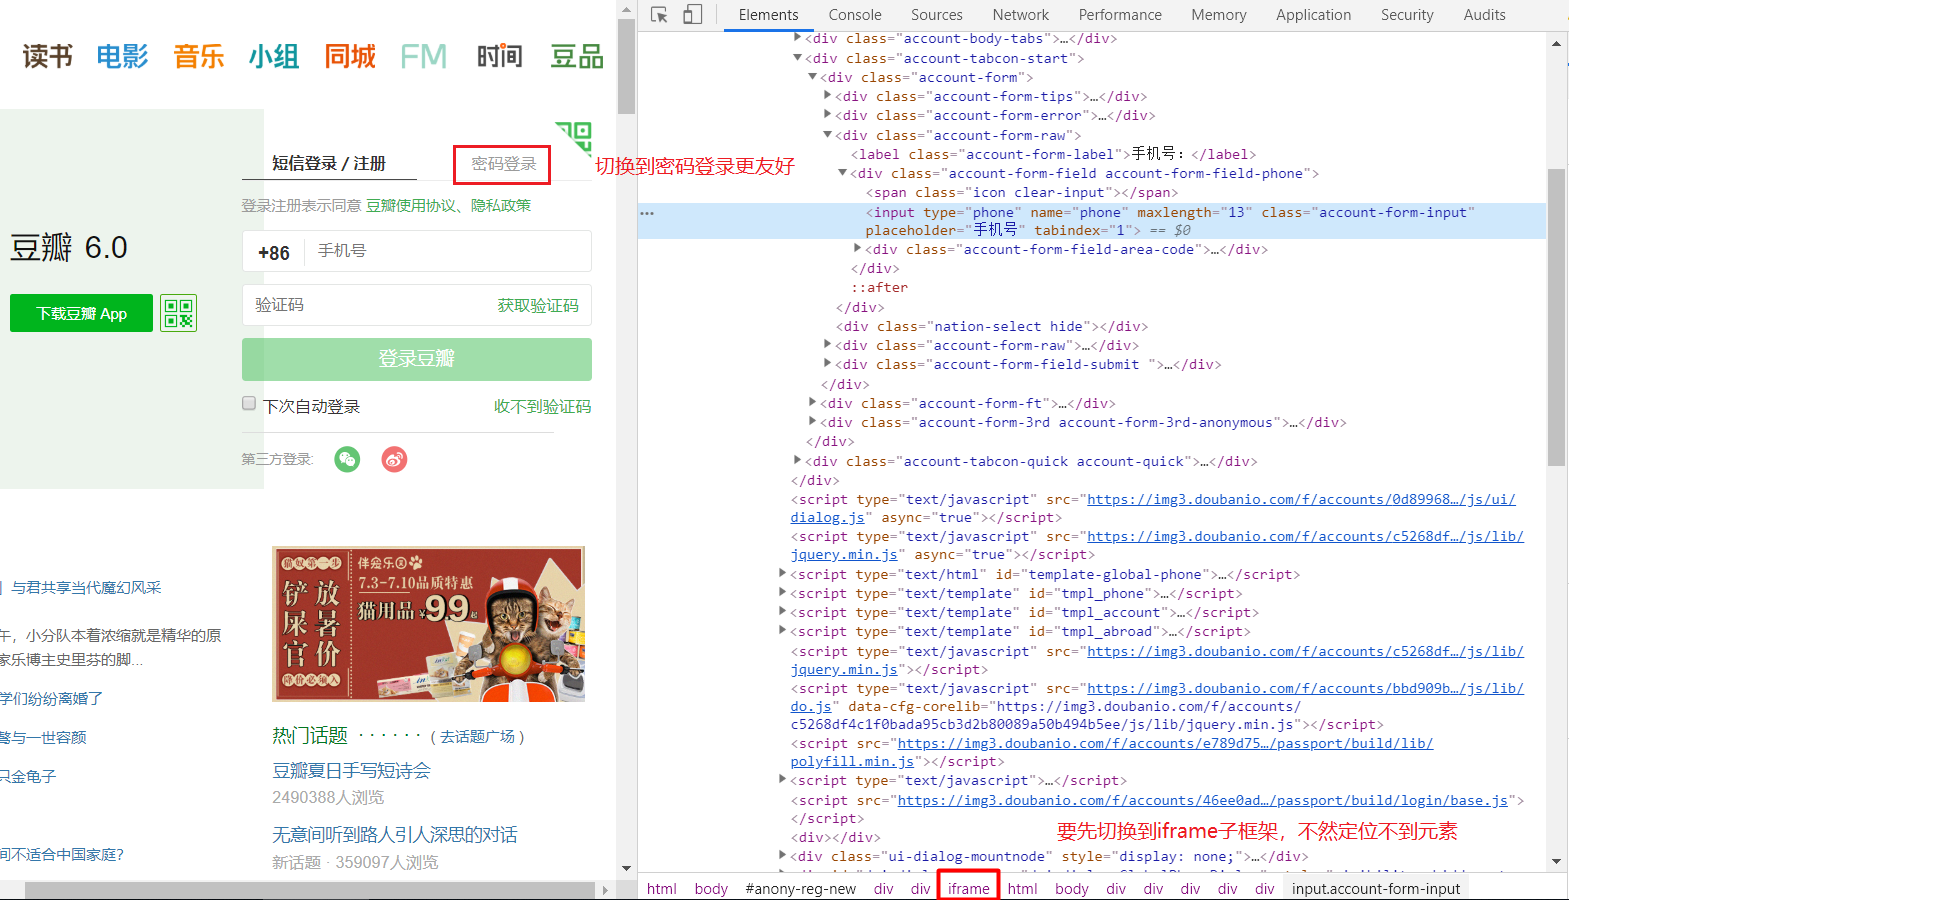 读书 电影 音乐 小组 同城 FM 时间 豆品
短信登录 / 注册 密码登录
切换到密码登录更友好
登录注册表示同意 豆瓣使用协议、隐私政策
豆瓣 6.0
+86 手机号
验证码 获取验证码
下载豆瓣 App
登录豆瓣
下次自动登录 收不到验证码
第三方登录:
与君共享当代魔幻风采
午，小分队本着浓缩就是精华的原
家乐博主史里芬的脚...
学们纷纷离婚了
与一世容颜
只金龟子
间不适合中国家庭?
猫奴第一步
伴宠乐园
7.3-7.10品质特惠
猫用品 ¥99起
铲屎官 放暑价
降价必须入
热门话题 · · · · · · ( 去话题广场 )
豆瓣夏日手写短诗会
2490388人浏览
无意间听到路人引人深思的对话
新话题 · 359097人浏览
Elements Console Sources Network Performance Memory Application Security Audits
<div class="account-body-tabs">…</div>
<div class="account-tabcon-start">
<div class="account-form">
<div class="account-form-tips">…</div>
<div class="account-form-error">…</div>
<div class="account-form-raw">
<label class="account-form-label">手机号：</label>
<div class="account-form-field account-form-field-phone">
<span class="icon clear-input"></span>
… <input type="phone" name="phone" maxlength="13" class="account-form-input"
placeholder="手机号" tabindex="1"> == $0
<div class="account-form-field-area-code">…</div>
</div>
::after
</div>
<div class="nation-select hide"></div>
<div class="account-form-raw">…</div>
<div class="account-form-field-submit ">…</div>
</div>
<div class="account-form-ft">…</div>
<div class="account-form-3rd account-form-3rd-anonymous">…</div>
</div>
<div class="account-tabcon-quick account-quick">…</div>
</div>
<script type="text/javascript" src="https://img3.doubanio.com/f/accounts/0d89968…/js/ui/
dialog.js" async="true"></script>
<script type="text/javascript" src="https://img3.doubanio.com/f/accounts/c5268df…/js/lib/
jquery.min.js" async="true"></script>
<script type="text/html" id="template-global-phone">…</script>
<script type="text/template" id="tmpl_phone">…</script>
<script type="text/template" id="tmpl_account">…</script>
<script type="text/template" id="tmpl_abroad">…</script>
<script type="text/javascript" src="https://img3.doubanio.com/f/accounts/c5268df…/js/lib/
jquery.min.js"></script>
<script type="text/javascript" src="https://img3.doubanio.com/f/accounts/bbd909b…/js/lib/
do.js" data-cfg-corelib="https://img3.doubanio.com/f/accounts/
c5268df4c1f0bada95cb3d2b80089a50b494b5ee/js/lib/jquery.min.js"></script>
<script src="https://img3.doubanio.com/f/accounts/e789d75…/passport/build/lib/
polyfill.min.js"></script>
<script type="text/javascript">…</script>
<script src="https://img3.doubanio.com/f/accounts/46ee0ad…/passport/build/login/base.js">
</script>
<div></div>
要先切换到iframe子框架，不然定位不到元素
<div class="ui-dialog-mountnode" style="display: none;">…</div>
html body #anony-reg-new div div iframe html body div div div div div input.account-form-input